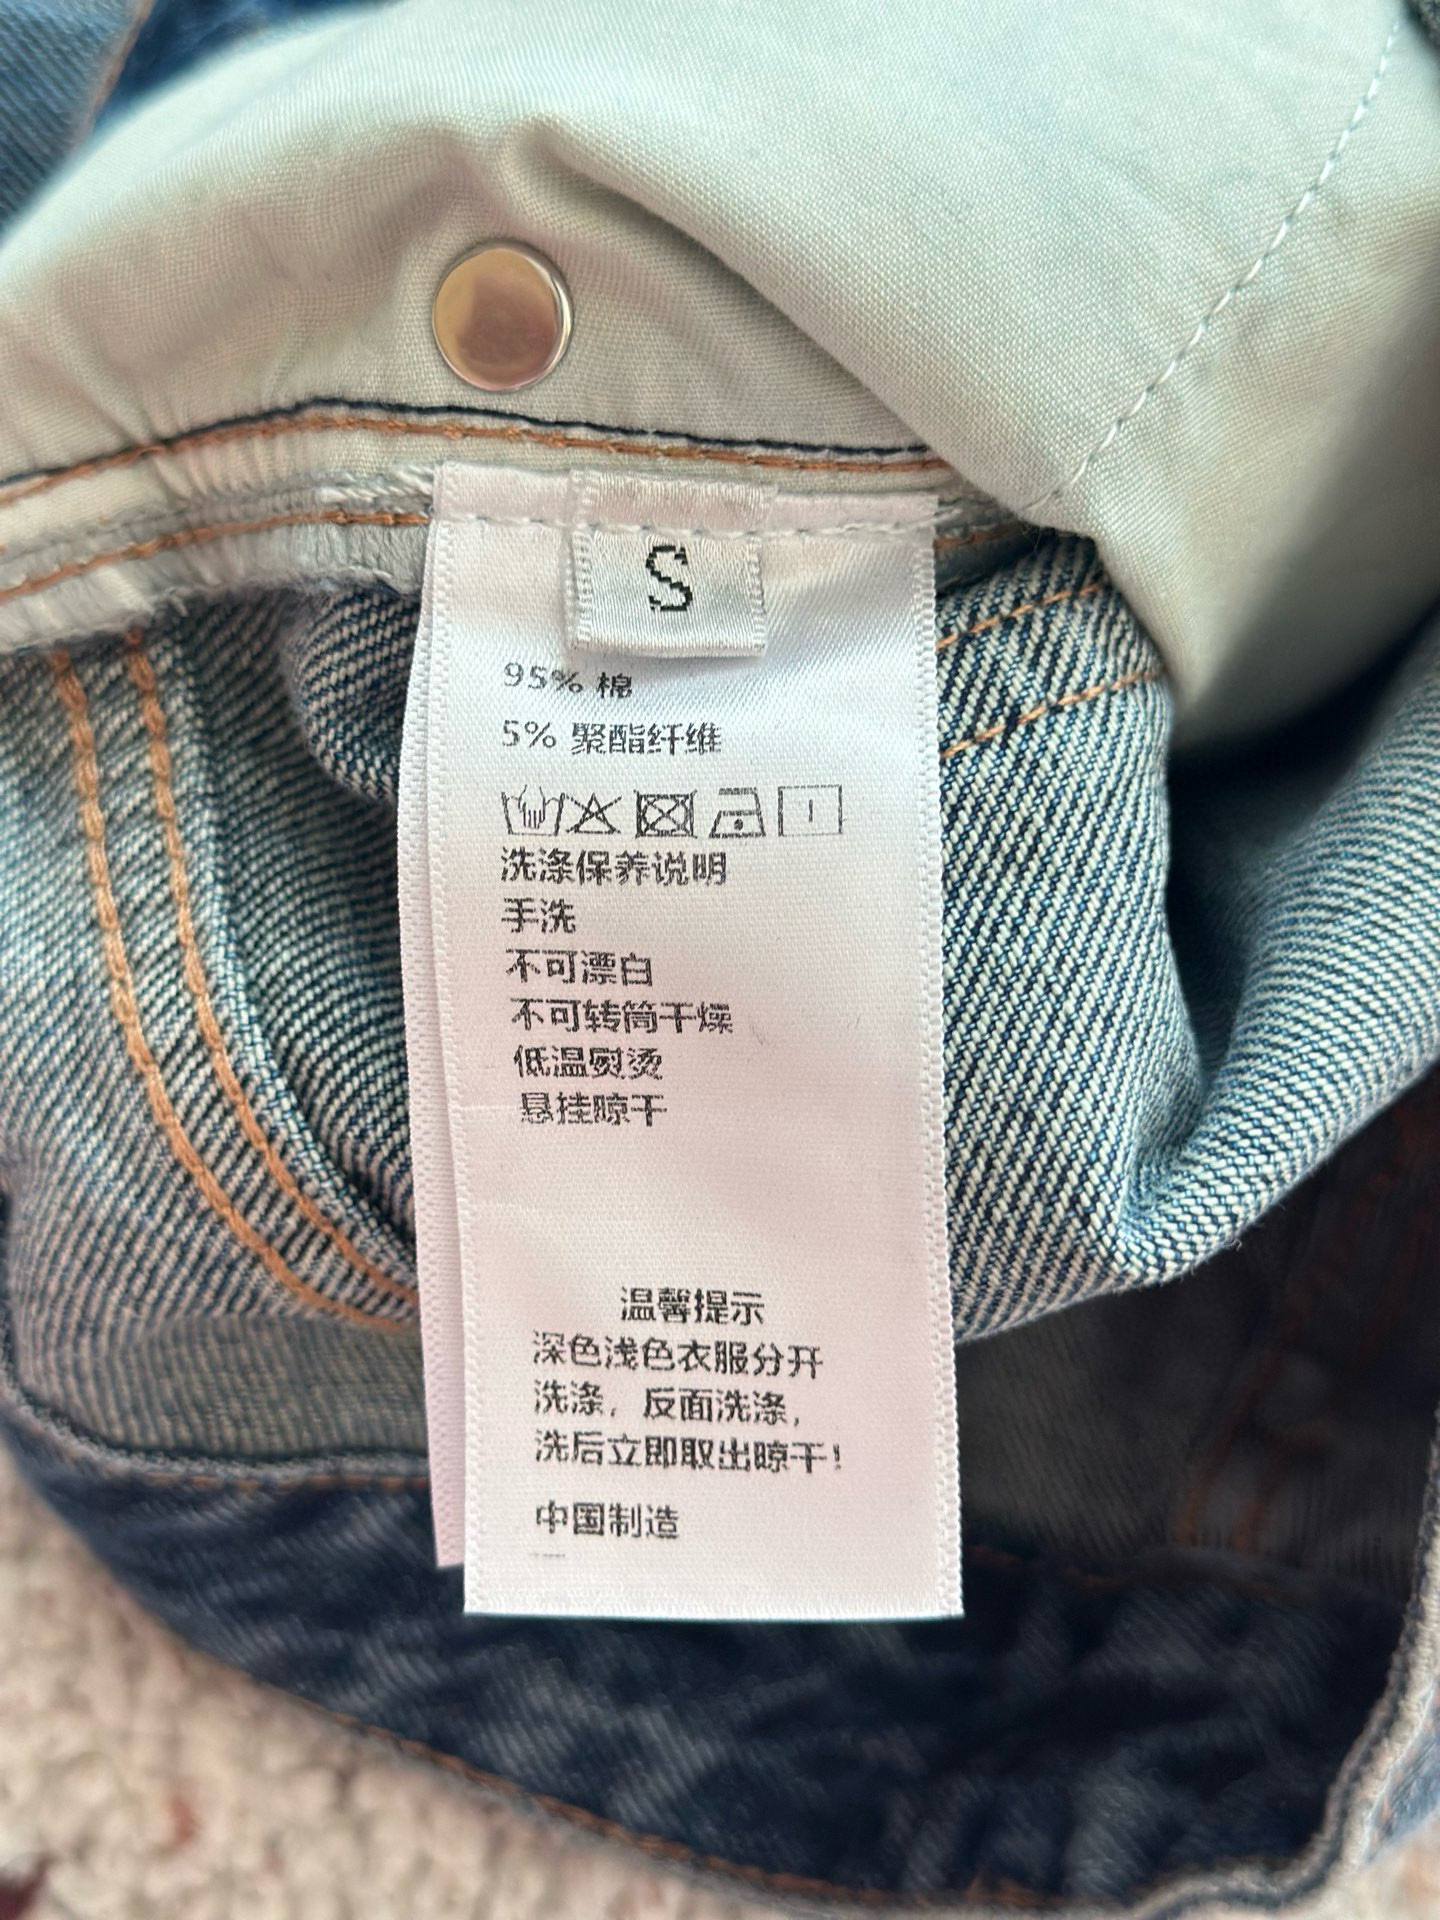 S
95% 棉
5% 聚酯纤维
洗涤保养说明
手洗
不可漂白
不可转筒干燥
低温熨烫
悬挂晾干
温馨提示
深色浅色衣服分开
洗涤，反面洗涤，
洗后立即取出晾干！
中国制造